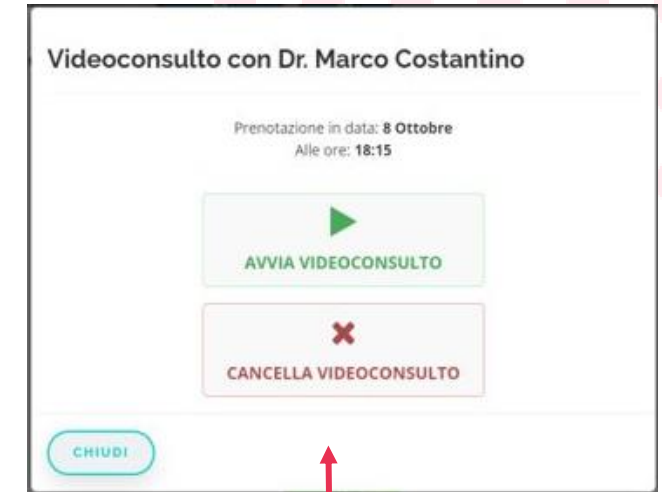 Videoconsulto con Dr. Marco Costantino
Prenotazione in data: 8 Ottobre
Alle ore: 18:15
AVVIA VIDEOCONSULTO
CANCELLA VIDEOCONSULTO
CHIUDI